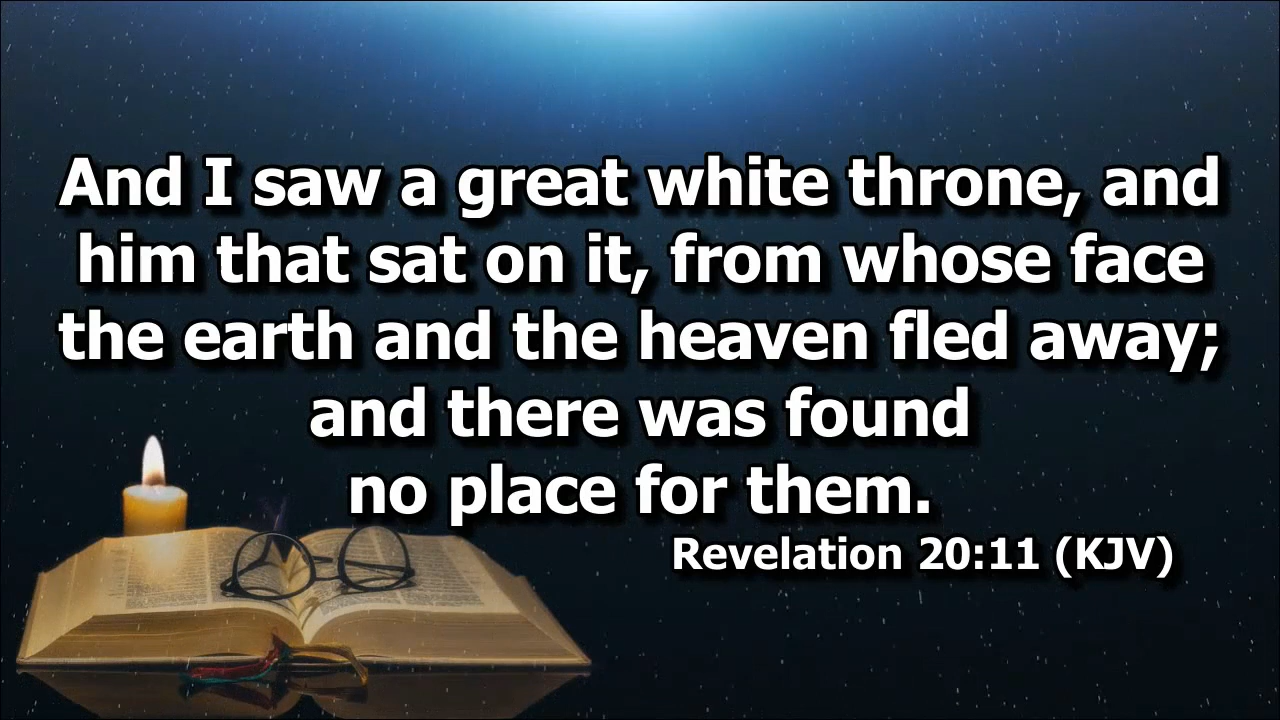 And I saw a great white throne, and
him that sat on it, from whose face
the earth and the heaven fled away;
and there was found
no place for them.
Revelation 20:11 (KJV)